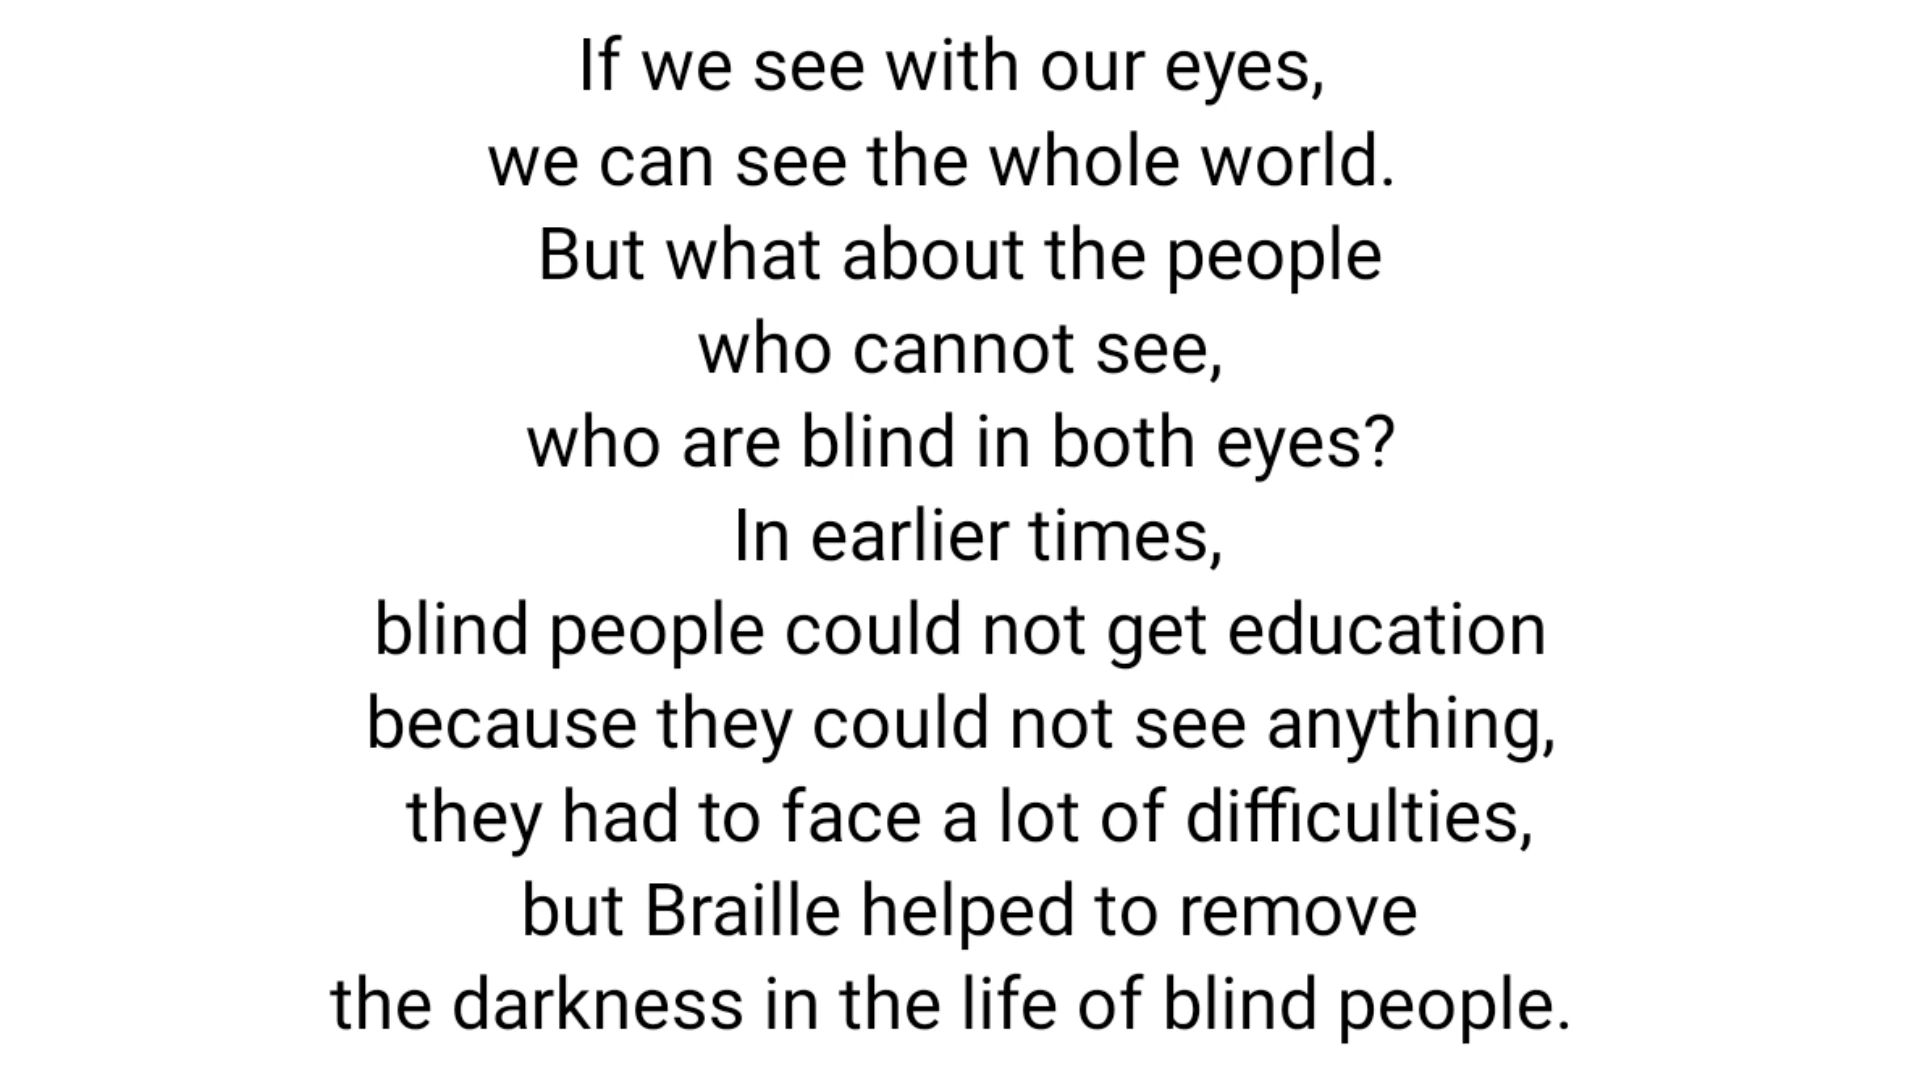 If we see with our eyes,
we can see the whole world.
But what about the people
who cannot see,
who are blind in both eyes?
In earlier times,
blind people could not get education
because they could not see anything,
they had to face a lot of difficulties,
but Braille helped to remove
the darkness in the life of blind people.